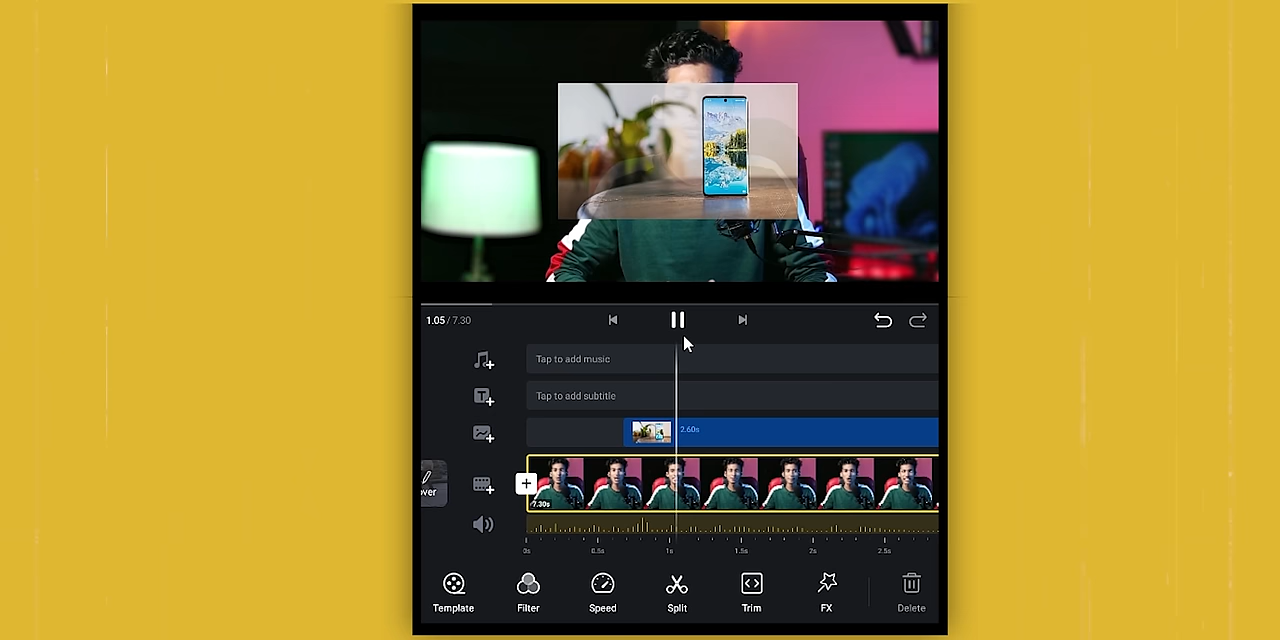 1.05 / 7.30
Tap to add music
Tap to add subtitle
2.60s
over
7.30s
0s 0.5s 1s 1.5s 2s 2.5s
Template Filter Speed Split Trim FX Delete